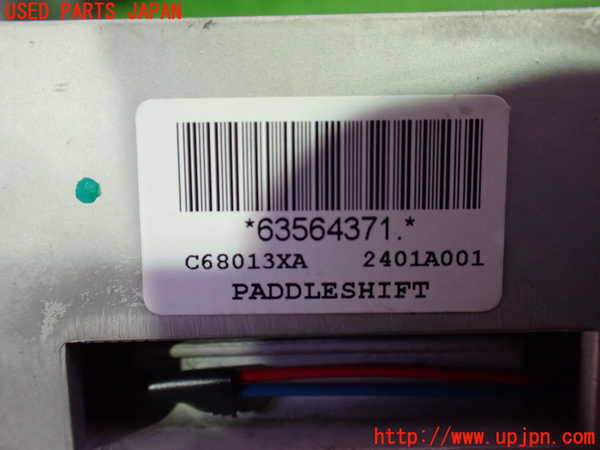 USED PARTS JAPAN
*63564371.*
C68013XA 2401A001
PADDLESHIFT
http://www.upjpn.com